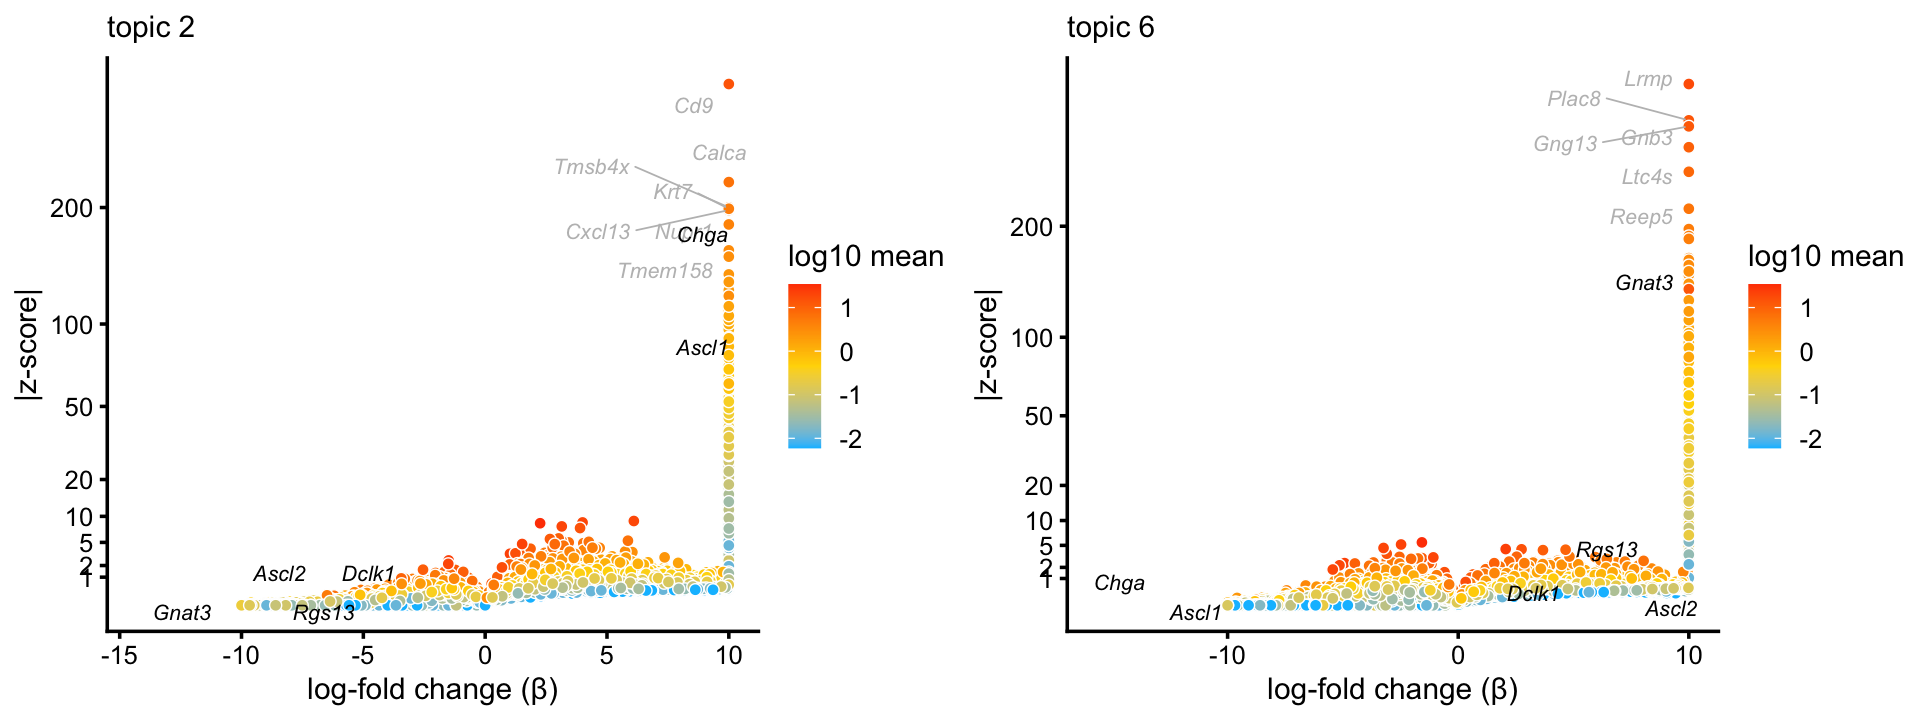 topic 2
Cd9
Calca
Tmsb4x
Krt7
Cxcl13
Nupr1
Chga
Tmem158
Ascl1
Ascl2
Dclk1
Gnat3
Rgs13
200
100
50
20
10
5
2
1
|z-score|
-15 -10 -5 0 5 10
log-fold change (β)
log10 mean
1
0
-1
-2
topic 6
Lrmp
Plac8
Gng13
Gnb3
Ltc4s
Reep5
Gnat3
Rgs13
Chga
Dclk1
Ascl1
Ascl2
200
100
50
20
10
5
2
1
|z-score|
-10 0 10
log-fold change (β)
log10 mean
1
0
-1
-2